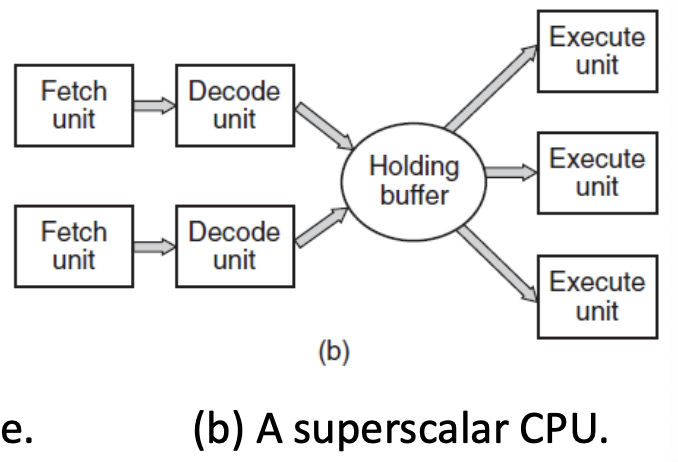 Fetch
unit
Decode
unit
Fetch
unit
Decode
unit
Holding
buffer
Execute
unit
Execute
unit
Execute
unit
(b)
e. (b) A superscalar CPU.